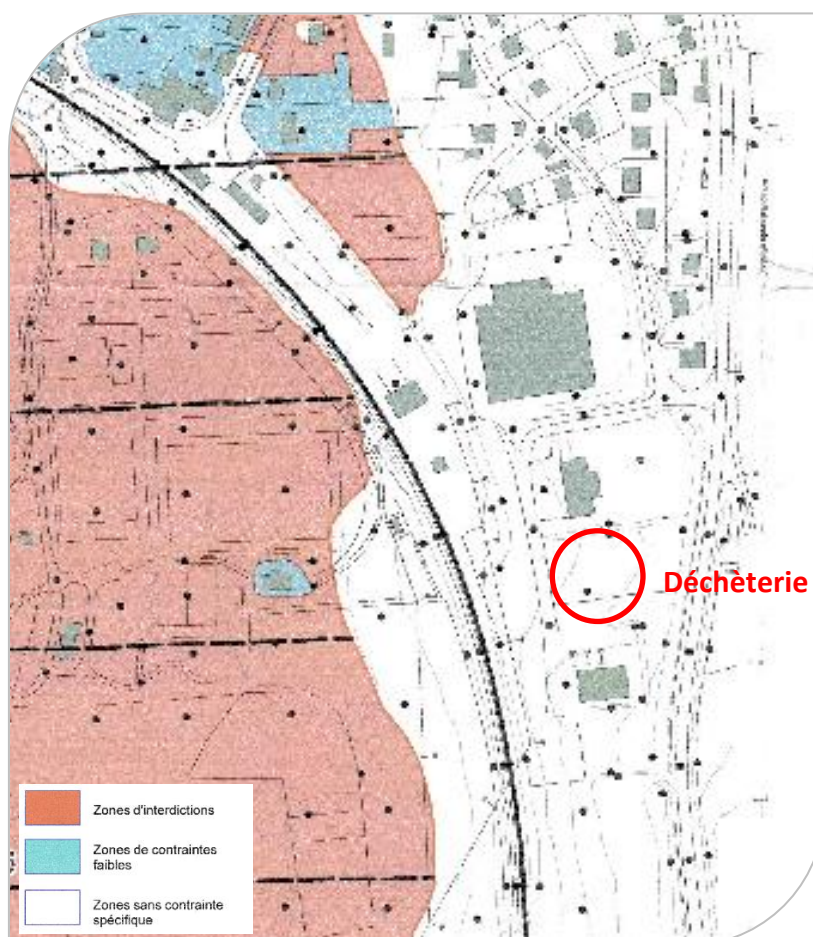 Déchèterie
Zones d'interdictions
Zones de contraintes
faibles
Zones sans contrainte
spécifique